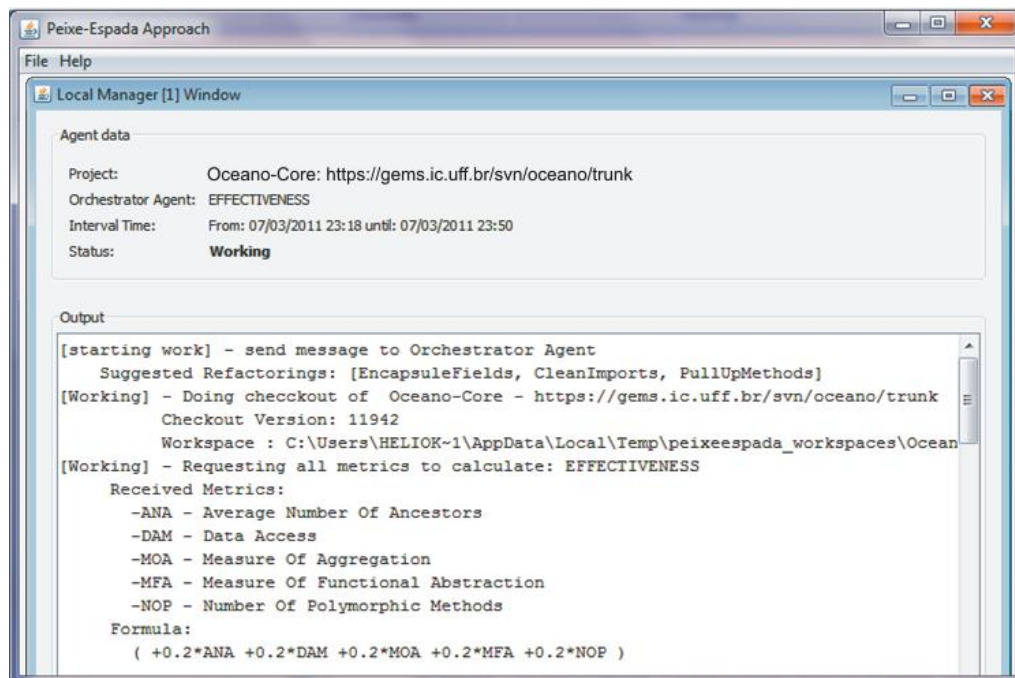 Peixe-Espada Approach
File Help
Local Manager [1] Window
Agent data
Project: Oceano-Core: https://gems.ic.uff.br/svn/oceano/trunk
Orchestrator Agent: EFFECTIVENESS
Interval Time: From: 07/03/2011 23:18 until: 07/03/2011 23:50
Status: Working
Output
[starting work] - send message to Orchestrator Agent
Suggested Refactorings: [EncapsuleFields, CleanImports, PullUpMethods]
[Working] - Doing checckout of Oceano-Core - https://gems.ic.uff.br/svn/oceano/trunk
Checkout Version: 11942
Workspace : C:\Users\HELIOK~1\AppData\Local\Temp\peixeespada_workspaces\Ocean
[Working] - Requesting all metrics to calculate: EFFECTIVENESS
Received Metrics:
-ANA - Average Number Of Ancestors
-DAM - Data Access
-MOA - Measure Of Aggregation
-MFA - Measure Of Functional Abstraction
-NOP - Number Of Polymorphic Methods
Formula:
( +0.2*ANA +0.2*DAM +0.2*MOA +0.2*MFA +0.2*NOP )